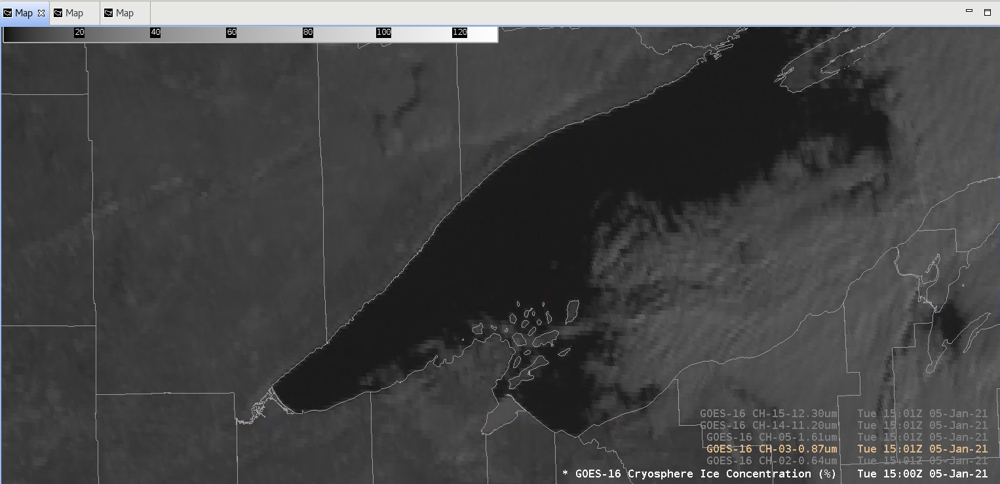 Map Map Map
20 40 60 80 100 120
GOES-16 CH-15-12.30um Tue 15:01Z 05-Jan-21
GOES-16 CH-14-11.20um Tue 15:01Z 05-Jan-21
GOES-16 CH-05-1.61um Tue 15:01Z 05-Jan-21
GOES-16 CH-03-0.87um Tue 15:01Z 05-Jan-21
GOES-16 CH-02-0.64um Tue 15:01Z 05-Jan-21
* GOES-16 Cryosphere Ice Concentration (%) Tue 15:00Z 05-Jan-21